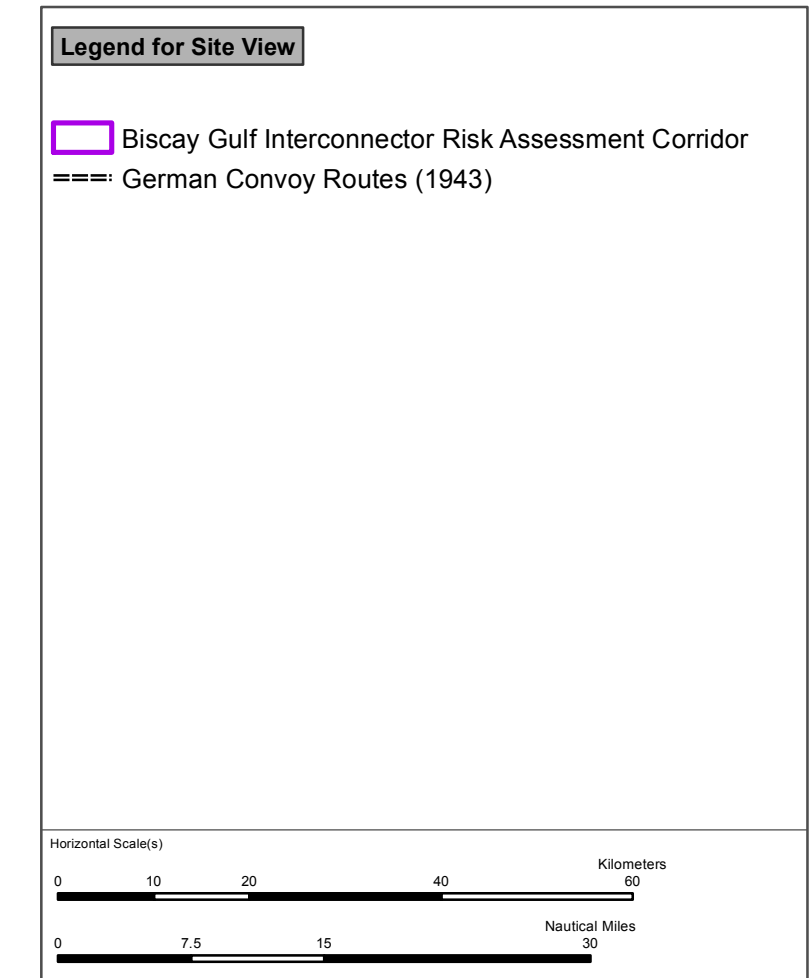 Legend for Site View
Biscay Gulf Interconnector Risk Assessment Corridor
German Convoy Routes (1943)
Horizontal Scale(s)
Kilometers
0 10 20 40 60
Nautical Miles
0 7.5 15 30